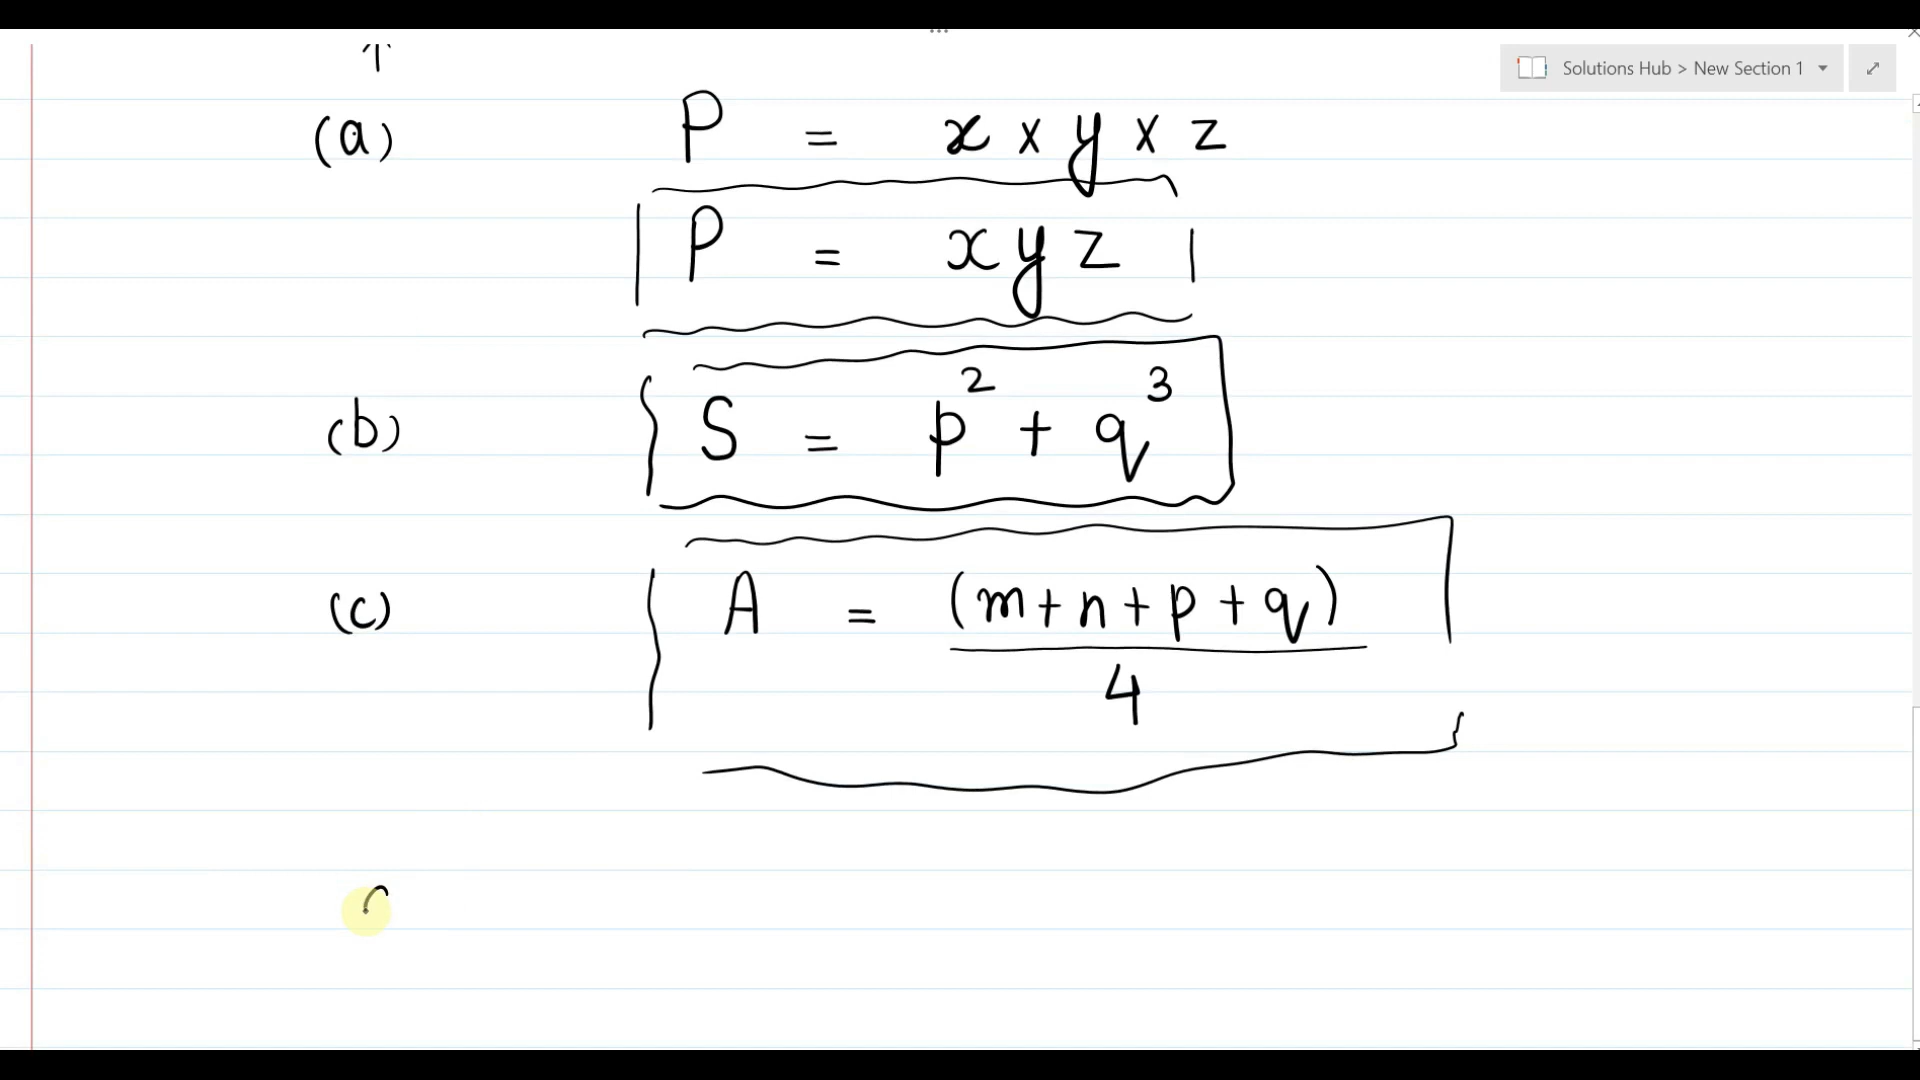 Solutions Hub > New Section 1
(a) P = x × y × z
P = xyz
(b) S = p² + q³
(c) A = (m+n+p+q)
4